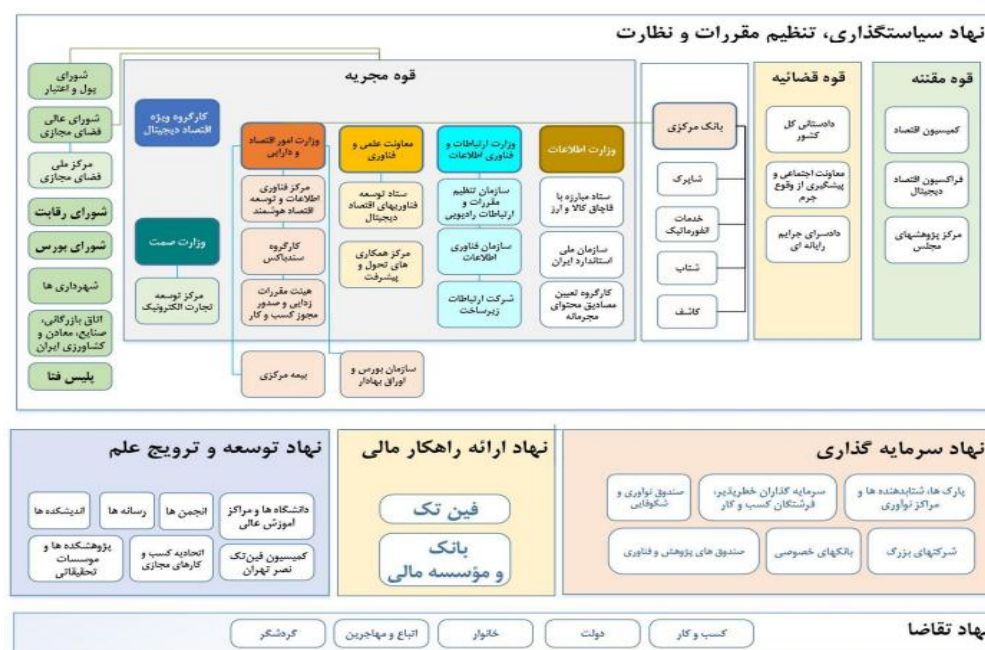 نهاد سیاستگذاری، تنظیم مقررات و نظارت
قوه مقننه
کمیسیون اقتصاد
فراکسیون اقتصاد
دیجیتال
مرکز پژوهشهای
مجلس
قوه قضائیه
دادستانی کل
کشور
معاونت اجتماعی و
پیشگیری از وقوع
جرم
دادسرای جرایم
رایانه ای
بانک مرکزی
شاپرک
خدمات
انفورماتیک
شتاب
کاشف
قوه مجریه
وزارت اطلاعات
ستاد مبارزه با
قاچاق کالا و ارز
سازمان ملی
استاندارد ایران
کارگروه تعیین
مصادیق محتوای
مجرمانه
وزارت ارتباطات و
فناوری اطلاعات
سازمان تنظیم
مقررات و
ارتباطات رادیویی
سازمان فناوری
اطلاعات
شرکت ارتباطات
زیرساخت
معاونت علمی و
فناوری
ستاد توسعه
فناوریهای اقتصاد
دیجیتال
مرکز همکاری
های تحول و
پیشرفت
وزارت امور اقتصاد
و دارایی
مرکز فناوری
اطلاعات و توسعه
اقتصاد هوشمند
کارگروه
سندباکس
هیئت مقررات
زدایی و صدور
مجوز کسب و کار
سازمان بورس و
اوراق بهادار
بیمه مرکزی
کارگروه ویژه
اقتصاد دیجیتال
وزارت صمت
مرکز توسعه
تجارت الکترونیک
شورای
پول و اعتبار
شورای عالی
فضای مجازی
مرکز ملی
فضای مجازی
شورای رقابت
شورای بورس
شهرداری ها
اتاق بازرگانی،
صنایع، معادن و
کشاورزی ایران
پلیس فتا
نهاد سرمایه گذاری
پارک ها، شتابدهنده ها و
مراکز نوآوری
سرمایه گذاران خطرپذیر،
فرشتگان کسب و کار
صندوق نوآوری و
شکوفایی
شرکتهای بزرگ
بانکهای خصوصی
صندوق های پژوهش و فناوری
نهاد ارائه راهکار مالی
فین تک
بانک
و مؤسسه مالی
نهاد توسعه و ترویج علم
دانشگاه ها و مراکز
آموزش عالی
انجمن ها
رسانه ها
اندیشکده ها
کمیسیون فین‌تک
نصر تهران
اتحادیه کسب و
کارهای مجازی
پژوهشکده ها و
موسسات
تحقیقاتی
نهاد تقاضا
کسب و کار
دولت
خانوار
اتباع و مهاجرین
گردشگر